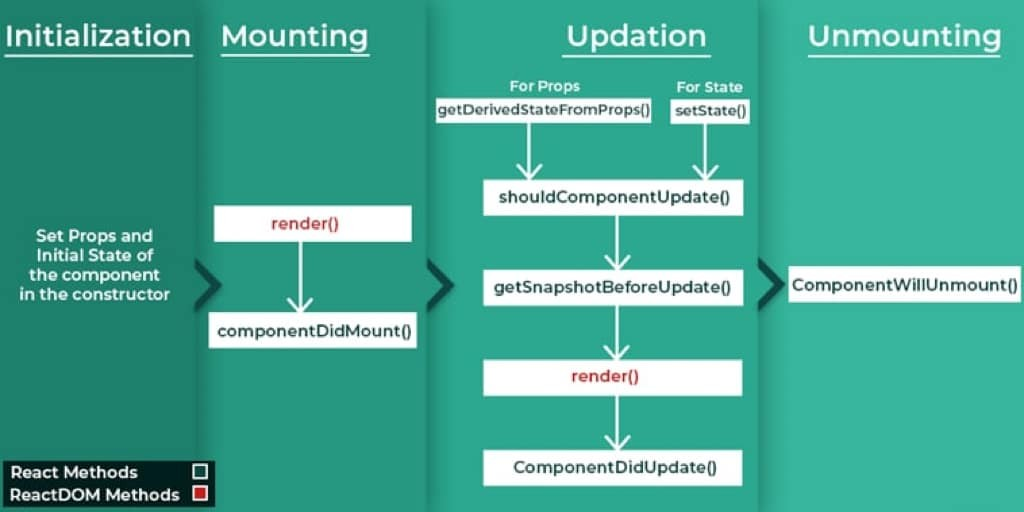 Initialization
Set Props and
Initial State of
the component
in the constructor
Mounting
render()
componentDidMount()
Updation
For Props
getDerivedStateFromProps()
For State
setState()
shouldComponentUpdate()
getSnapshotBeforeUpdate()
render()
ComponentDidUpdate()
Unmounting
ComponentWillUnmount()
React Methods
ReactDOM Methods